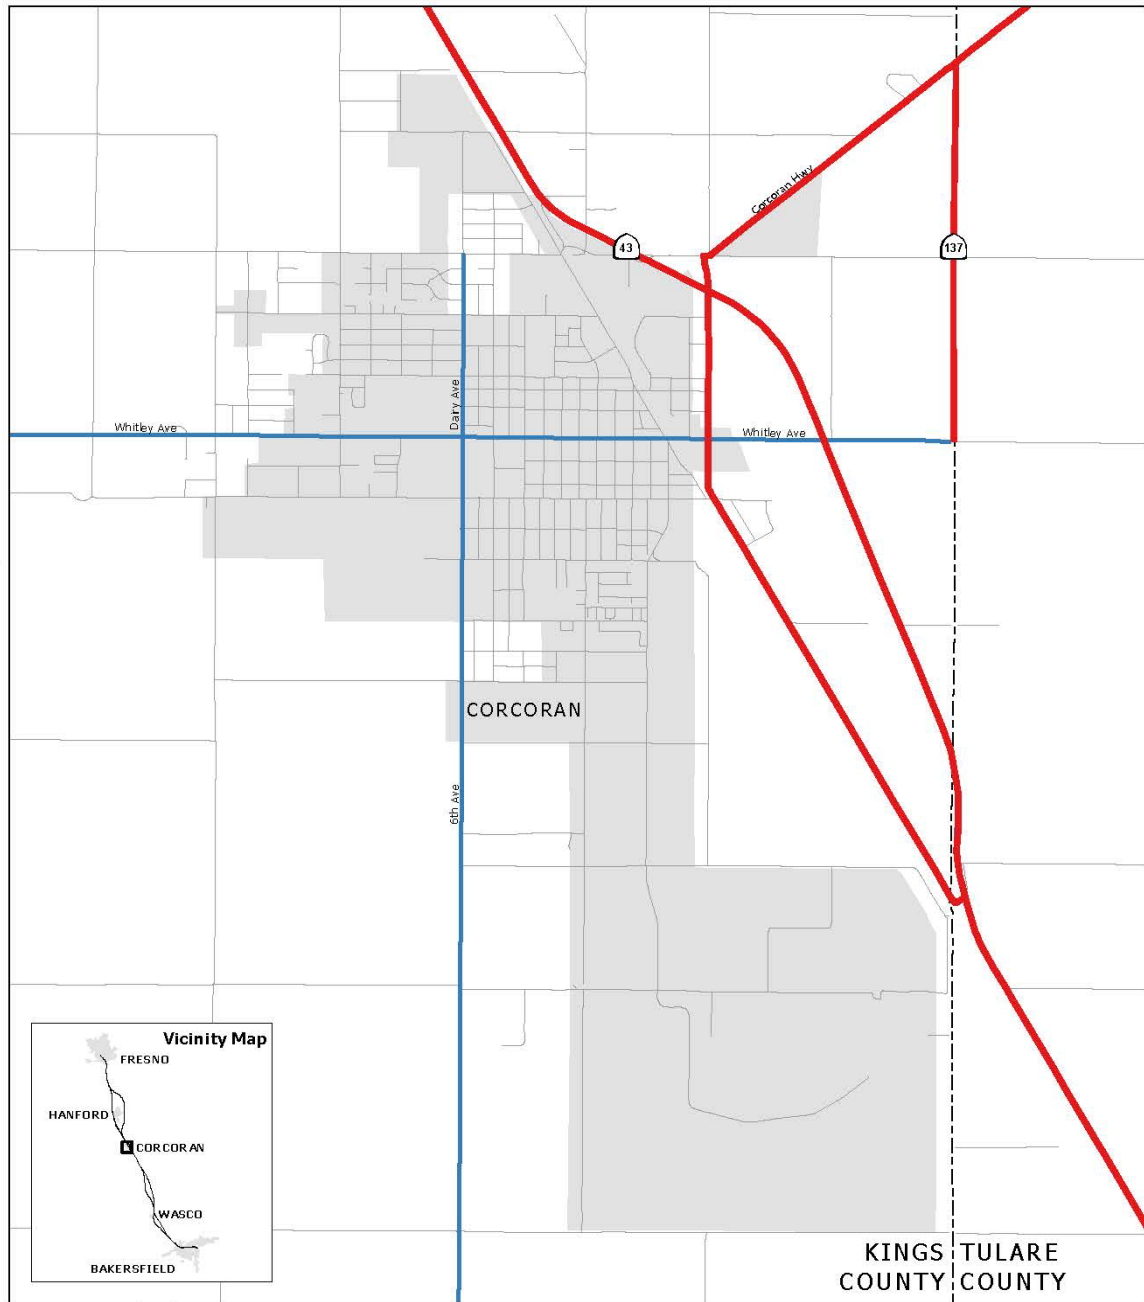 Corcoran Hwy
43
137
Dairy Ave
Whitley Ave
Whitley Ave
CORCORAN
6th Ave
Vicinity Map
FRESNO
HANFORD
CORCORAN
WASCO
BAKERSFIELD
KINGS TULARE
COUNTY COUNTY